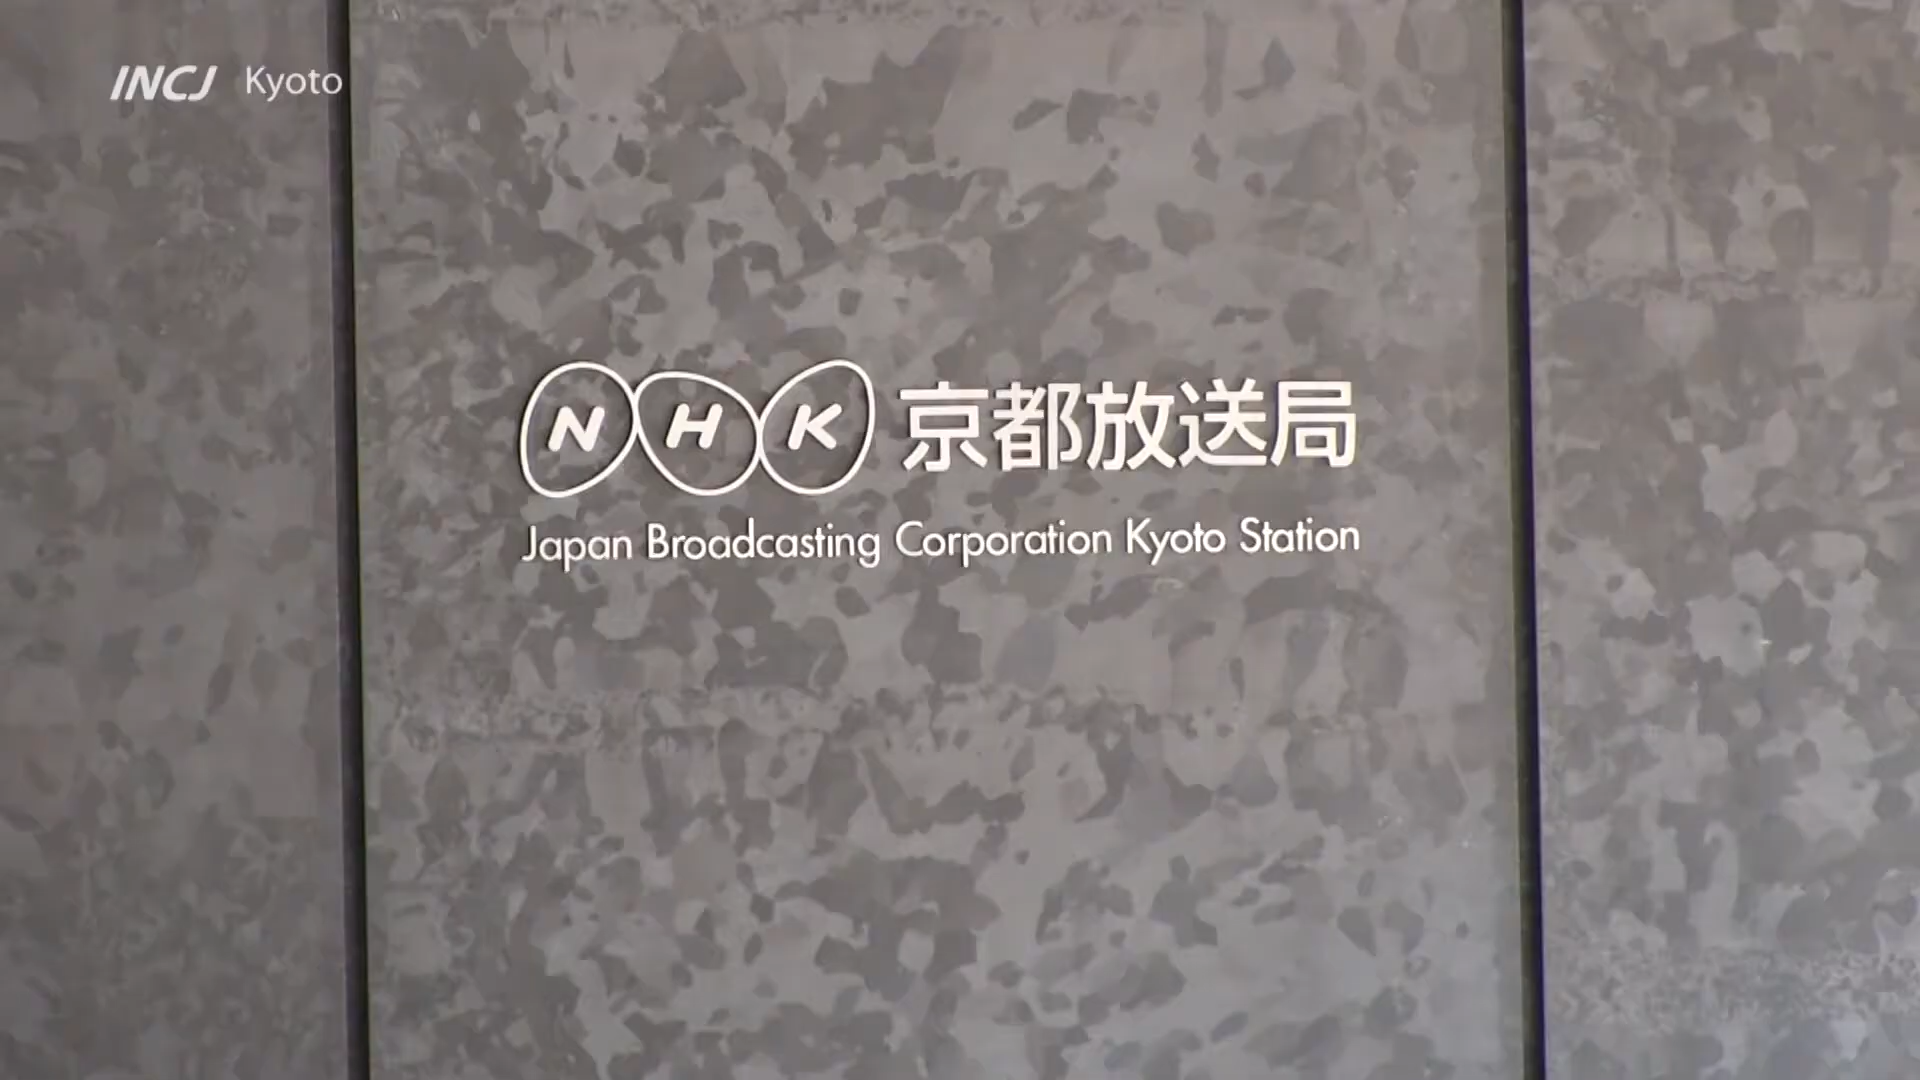 INCJ Kyoto
NHK 京都放送局
Japan Broadcasting Corporation Kyoto Station